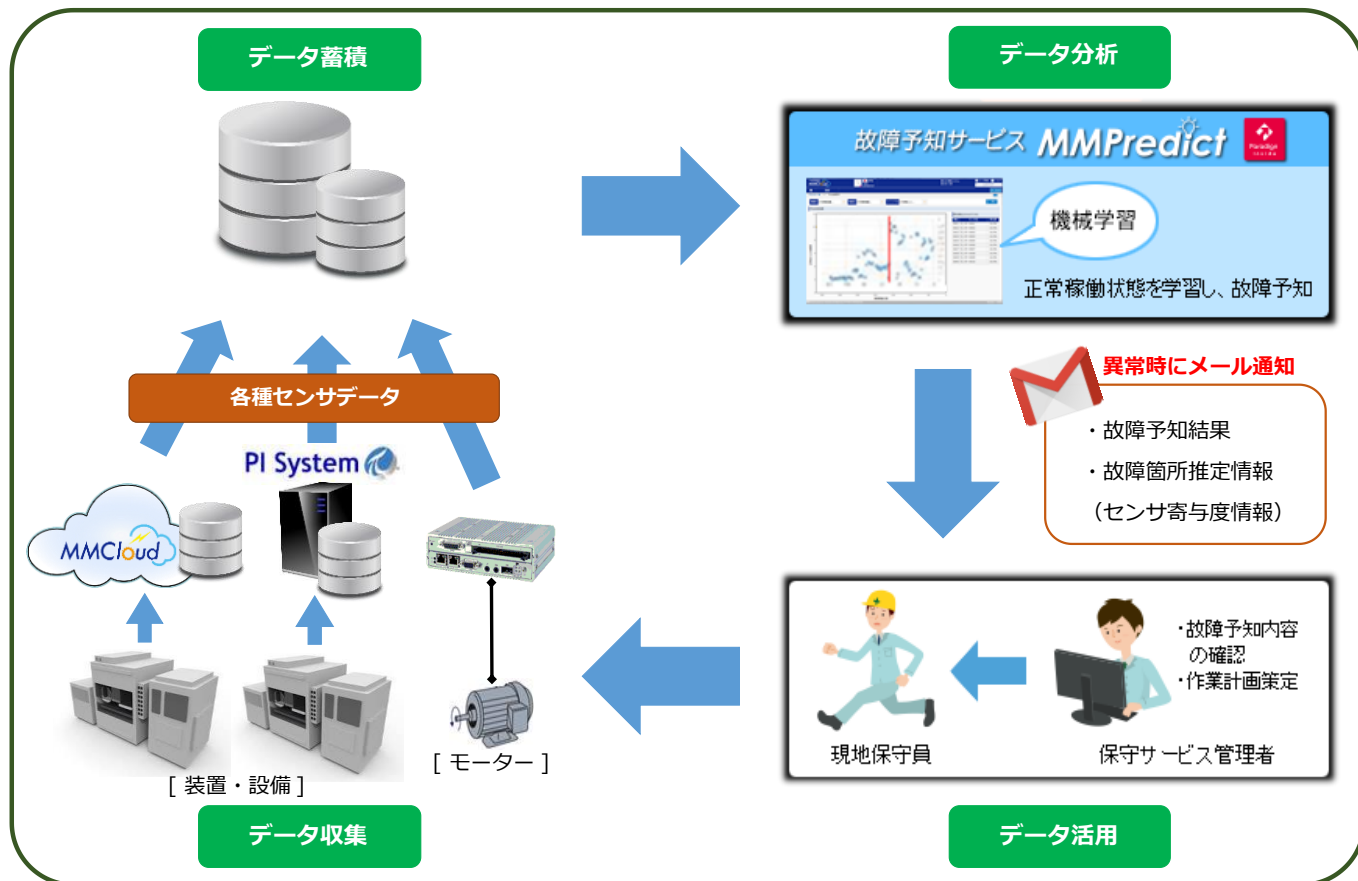 データ蓄積
データ分析
故障予知サービス MMPredict
Paradigm
inside
機械学習
正常稼働状態を学習し、故障予知
異常時にメール通知
・故障予知結果
・故障箇所推定情報
（センサ寄与度情報）
各種センサデータ
PI System
MMCloud
[ 装置・設備 ]
[ モーター ]
・故障予知内容
の確認
・作業計画策定
現地保守員
保守サービス管理者
データ収集
データ活用